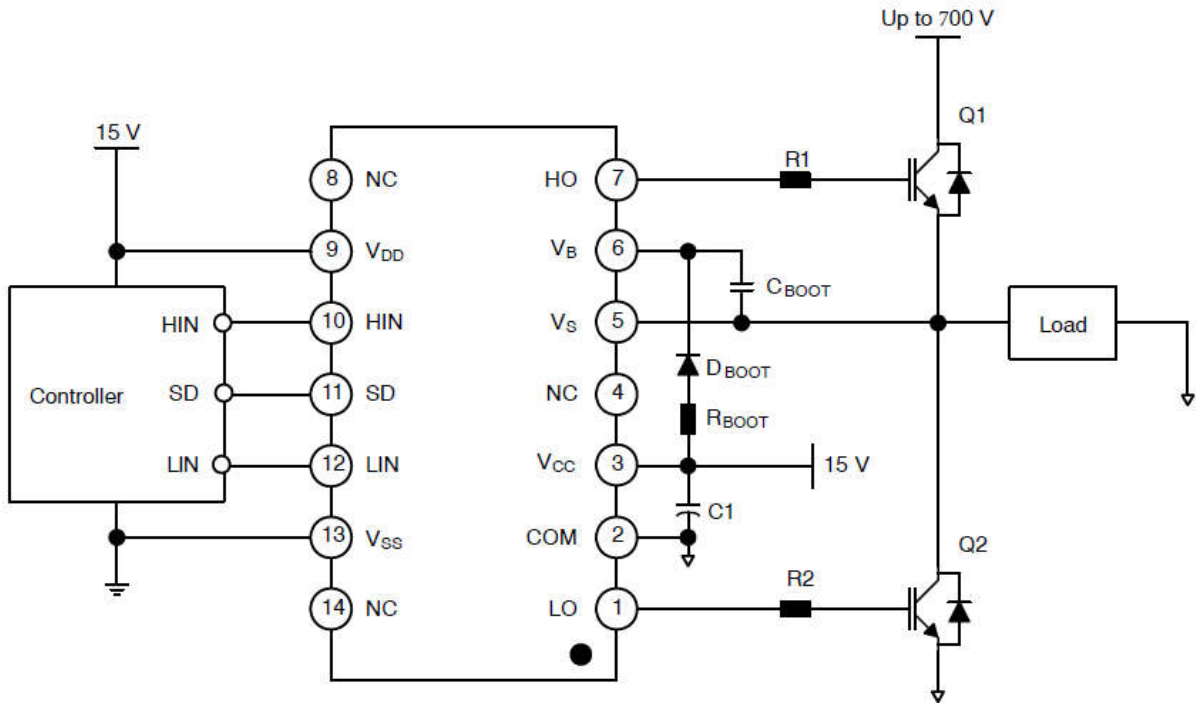 Up to 700 V
15 V
Q1
R1
8 NC
HO 7
9 VDD
VB 6
CBOOT
HIN
10 HIN
VS 5
Load
Controller
SD
11 SD
DBOOT
NC 4
RBOOT
LIN
12 LIN
VCC 3
15 V
C1
13 VSS
COM 2
Q2
R2
14 NC
LO 1